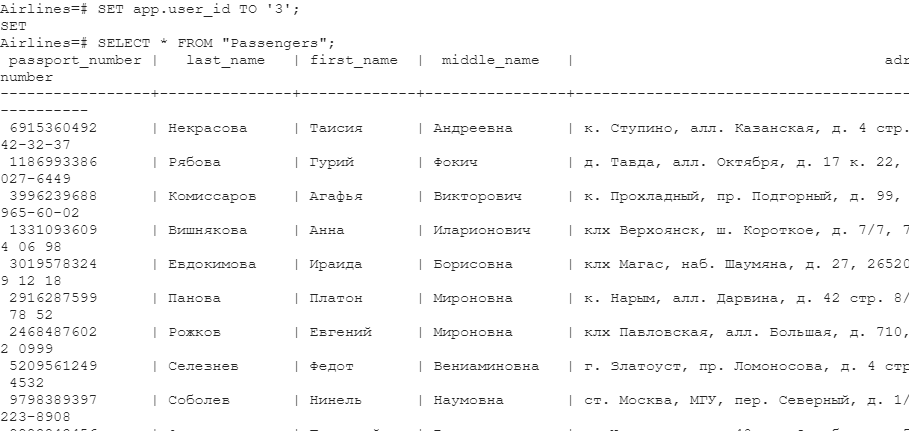 Airlines=# SET app.user_id TO '3';
SET
Airlines=# SELECT * FROM "Passengers";
passport_number | last_name | first_name | middle_name | adr
number
-----------------+---------------+-------------+----------------+-------------------------------------
----------
6915360492 | Некрасова | Таисия | Андреевна | к. Ступино, алл. Казанская, д. 4 стр.
42-32-37
1186993386 | Рябова | Гурий | Фокич | д. Тавда, алл. Октября, д. 17 к. 22,
027-6449
3996239688 | Комиссаров | Агафья | Викторович | к. Прохладный, пр. Подгорный, д. 99,
965-60-02
1331093609 | Вишнякова | Анна | Иларионович | клх Верхоянск, ш. Короткое, д. 7/7, 7
4 06 98
3019578324 | Евдокимова | Ираида | Борисовна | клх Магас, наб. Шаумяна, д. 27, 26520
9 12 18
2916287599 | Панова | Платон | Мироновна | к. Нарым, алл. Дарвина, д. 42 стр. 8/
78 52
2468487602 | Рожков | Евгений | Мироновна | клх Павловская, алл. Большая, д. 710,
2 0999
5209561249 | Селезнев | Федот | Вениаминовна | г. Златоуст, пр. Ломоносова, д. 4 стр
4532
9798389397 | Соболев | Нинель | Наумовна | ст. Москва, МГУ, пер. Северный, д. 1/
223-8908